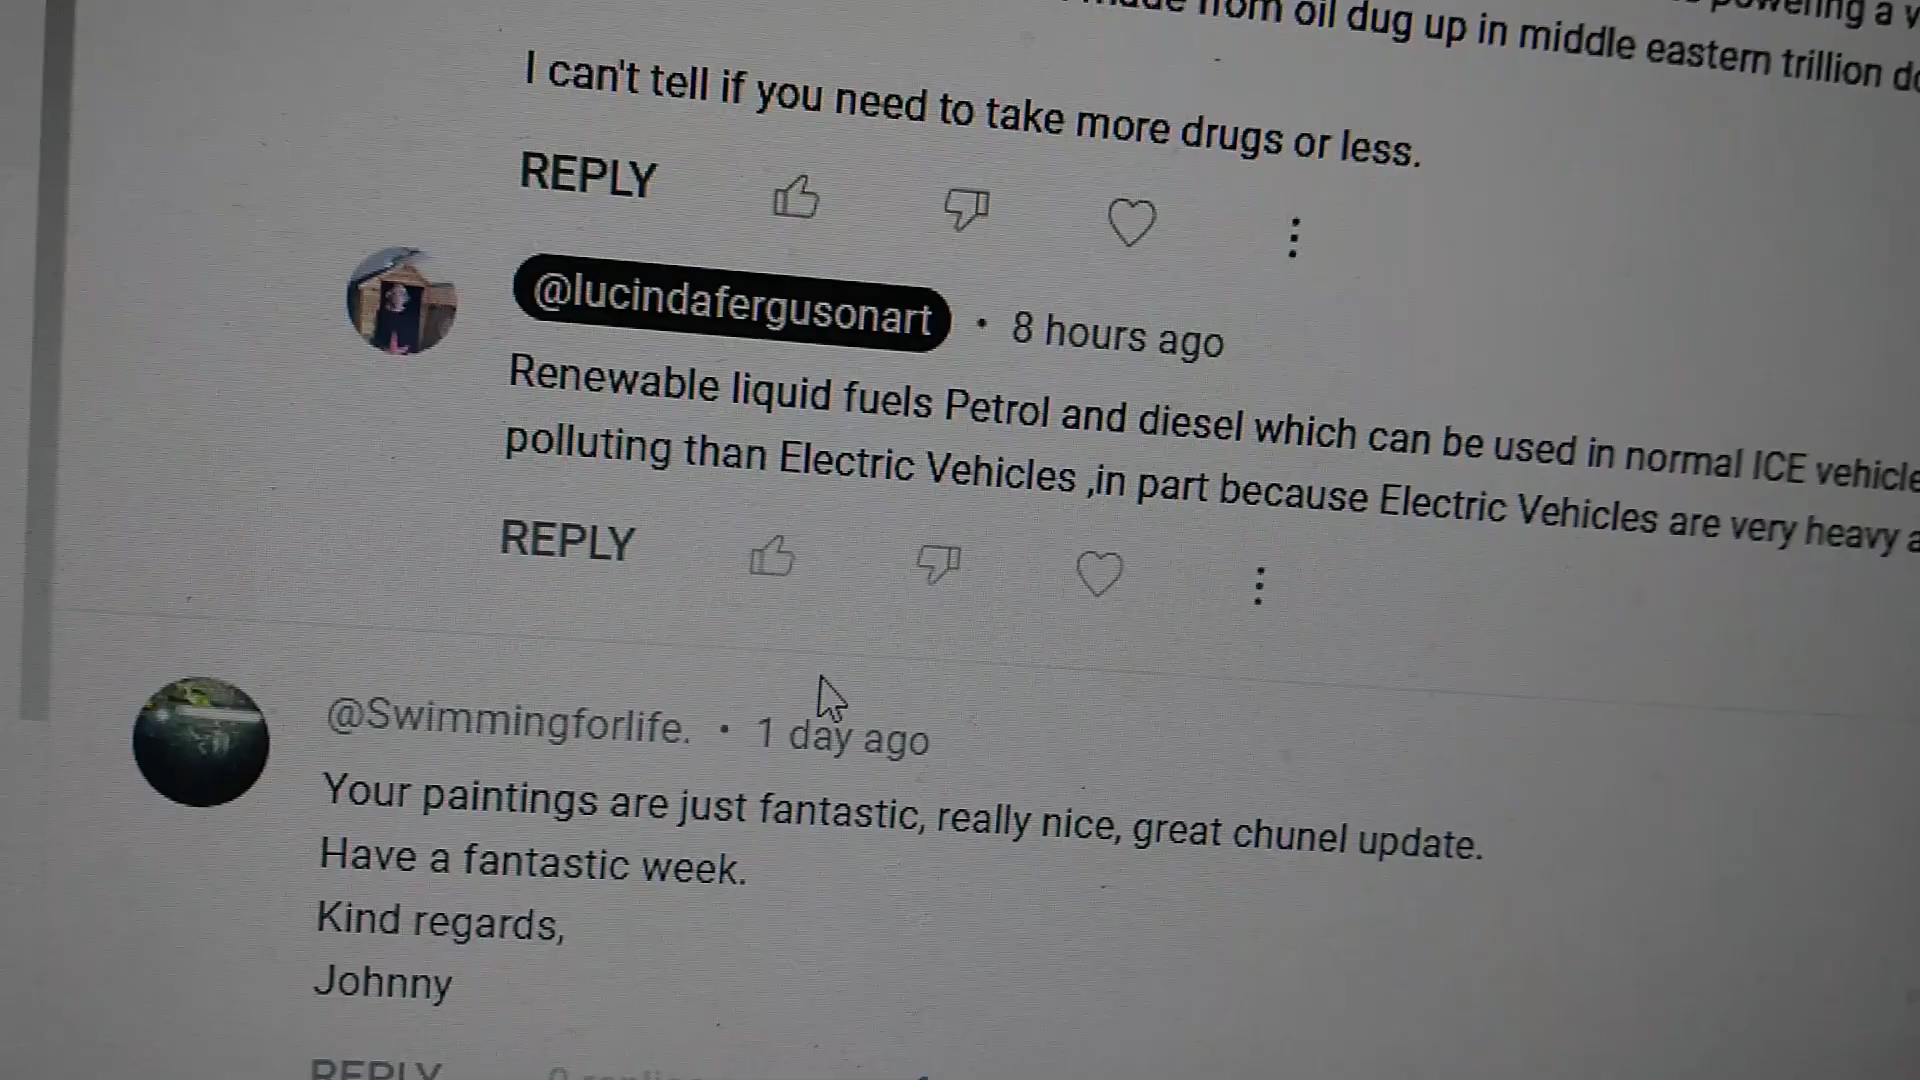 from oil dug up in middle eastern trillion
powering a
I can't tell if you need to take more drugs or less.
REPLY
@lucindafergusonart • 8 hours ago
Renewable liquid fuels Petrol and diesel which can be used in normal ICE
polluting than Electric Vehicles ,in part because Electric Vehicles are very heavy
REPLY
@Swimmingforlife. • 1 day ago
Your paintings are just fantastic, really nice, great chunel update.
Have a fantastic week.
Kind regards,
Johnny
REPLY